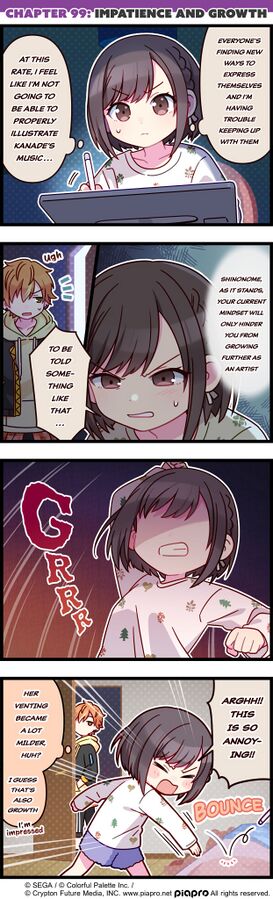 CHAPTER 99: IMPATIENCE AND GROWTH
EVERYONE'S
FINDING NEW
WAYS TO
EXPRESS
THEMSELVES
AND I'M
HAVING
TROUBLE
KEEPING UP
WITH THEM
AT THIS
RATE, I FEEL
LIKE I'M NOT
GOING TO
BE ABLE TO
PROPERLY
ILLUSTRATE
KANADE'S
MUSIC...
SHINONOME,
AS IT STANDS,
YOUR CURRENT
MINDSET WILL
ONLY HINDER
YOU FROM
GROWING
FURTHER AS
AN ARTIST
Ugh
TO BE
TOLD
SOME-
THING
LIKE
THAT...
GRRRR
ARGHH!!
THIS
IS SO
ANNOY-
ING!!
BOUNCE
HER
VENTING
BECAME
A LOT
MILDER,
HUH?
I GUESS
THAT'S
ALSO
GROWTH
I'm
impressed
© SEGA / © Colorful Palette Inc. /
© Crypton Future Media, INC. www.piapro.net piapro All rights reserved.